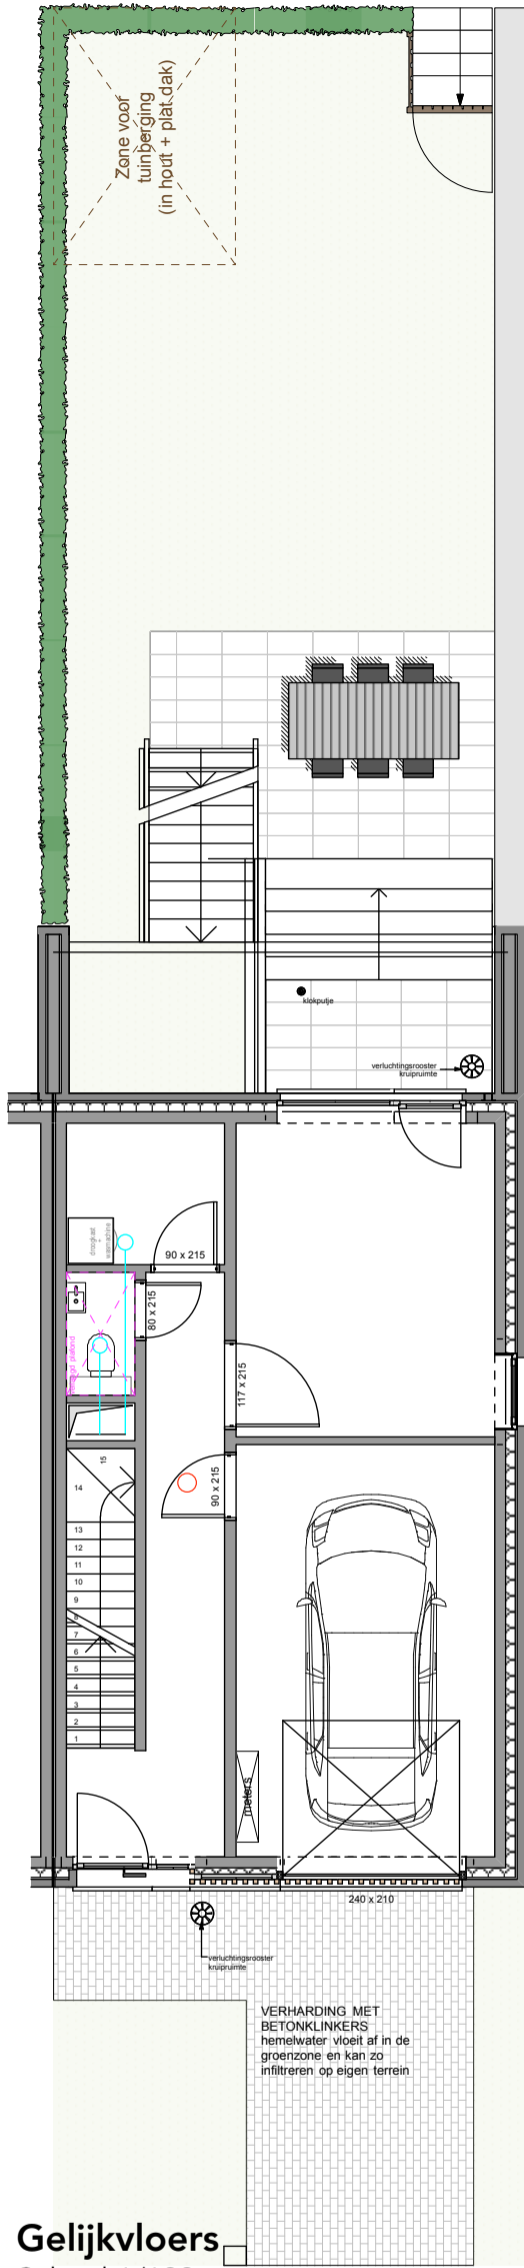 Zone voor
tuinberging
(in hout + plat dak)
klokputje
verluchtingsrooster
kruipruimte
droogkast
+
wasmachine
90 x 215
80 x 215
verlaagd plafond
117 x 215
90 x 215
15
14
13
12
11
10
9
8
7
6
5
4
3
2
1
meters
240 x 210
verluchtingsrooster
kruipruimte
VERHARDING MET
BETONKLINKERS
hemelwater vloeit af in de
groenzone en kan zo
infiltreren op eigen terrein
Gelijkvloers